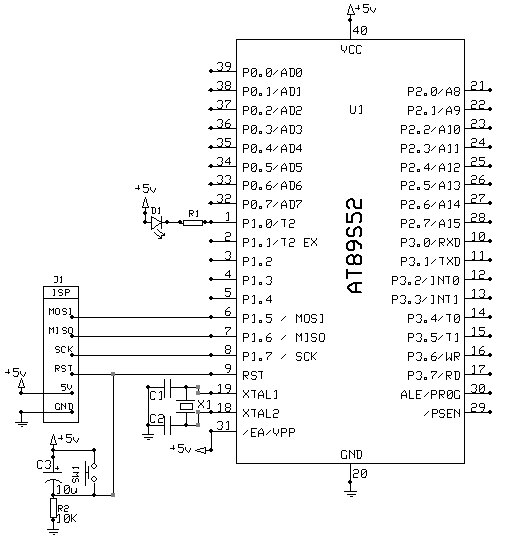 +5v
40
VCC
39 P0.0/AD0
38 P0.1/AD1
37 P0.2/AD2
36 P0.3/AD3
35 P0.4/AD4
34 P0.5/AD5
33 P0.6/AD6
32 P0.7/AD7
1 P1.0/T2
2 P1.1/T2 EX
3 P1.2
4 P1.3
5 P1.4
6 P1.5 / MOSI
7 P1.6 / MISO
8 P1.7 / SCK
9 RST
19 XTAL1
18 XTAL2
31 /EA/VPP
U1
AT89S52
P2.0/A8 21
P2.1/A9 22
P2.2/A10 23
P2.3/A11 24
P2.4/A12 25
P2.5/A13 26
P2.6/A14 27
P2.7/A15 28
P3.0/RXD 10
P3.1/TXD 11
P3.2/INT0 12
P3.3/INT1 13
P3.4/T0 14
P3.5/T1 15
P3.6/WR 16
P3.7/RD 17
ALE/PROG 30
/PSEN 29
GND
20
+5v
D1
R1
J1
ISP
MOSI
MISO
SCK
RST
5V
GND
+5v
C1
X1
C2
+5v
+5v
C3
+
10u
SW1
R2
10K